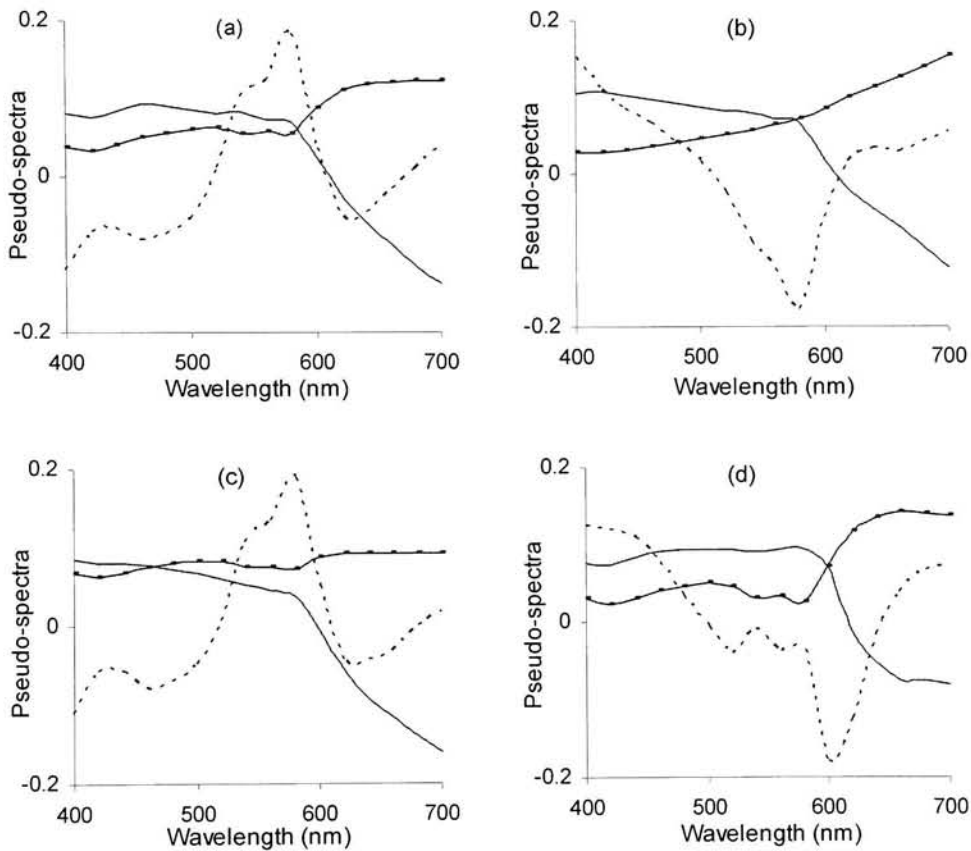 (a)
0.2
0
-0.2
Pseudo-spectra
400 500 600 700
Wavelength (nm)
(b)
0.2
0
-0.2
Pseudo-spectra
400 500 600 700
Wavelength (nm)
(c)
0.2
0
-0.2
Pseudo-spectra
400 500 600 700
Wavelength (nm)
(d)
0.2
0
-0.2
Pseudo-spectra
400 500 600 700
Wavelength (nm)